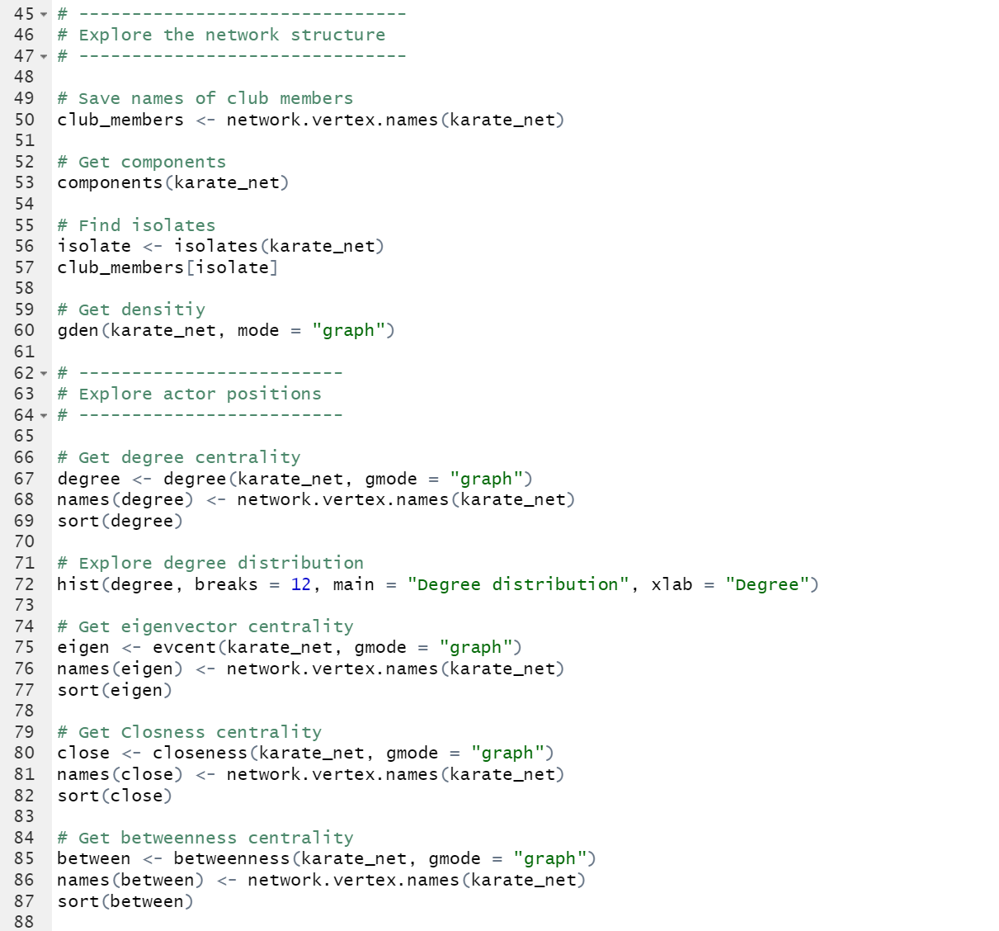 45 # -------------------------------
46 # Explore the network structure
47 # -------------------------------
48
49 # Save names of club members
50 club_members <- network.vertex.names(karate_net)
51
52 # Get components
53 components(karate_net)
54
55 # Find isolates
56 isolate <- isolates(karate_net)
57 club_members[isolate]
58
59 # Get densitiy
60 gden(karate_net, mode = "graph")
61
62 # -------------------------
63 # Explore actor positions
64 # -------------------------
65
66 # Get degree centrality
67 degree <- degree(karate_net, gmode = "graph")
68 names(degree) <- network.vertex.names(karate_net)
69 sort(degree)
70
71 # Explore degree distribution
72 hist(degree, breaks = 12, main = "Degree distribution", xlab = "Degree")
73
74 # Get eigenvector centrality
75 eigen <- evcent(karate_net, gmode = "graph")
76 names(eigen) <- network.vertex.names(karate_net)
77 sort(eigen)
78
79 # Get Closness centrality
80 close <- closeness(karate_net, gmode = "graph")
81 names(close) <- network.vertex.names(karate_net)
82 sort(close)
83
84 # Get betweenness centrality
85 between <- betweenness(karate_net, gmode = "graph")
86 names(between) <- network.vertex.names(karate_net)
87 sort(between)
88